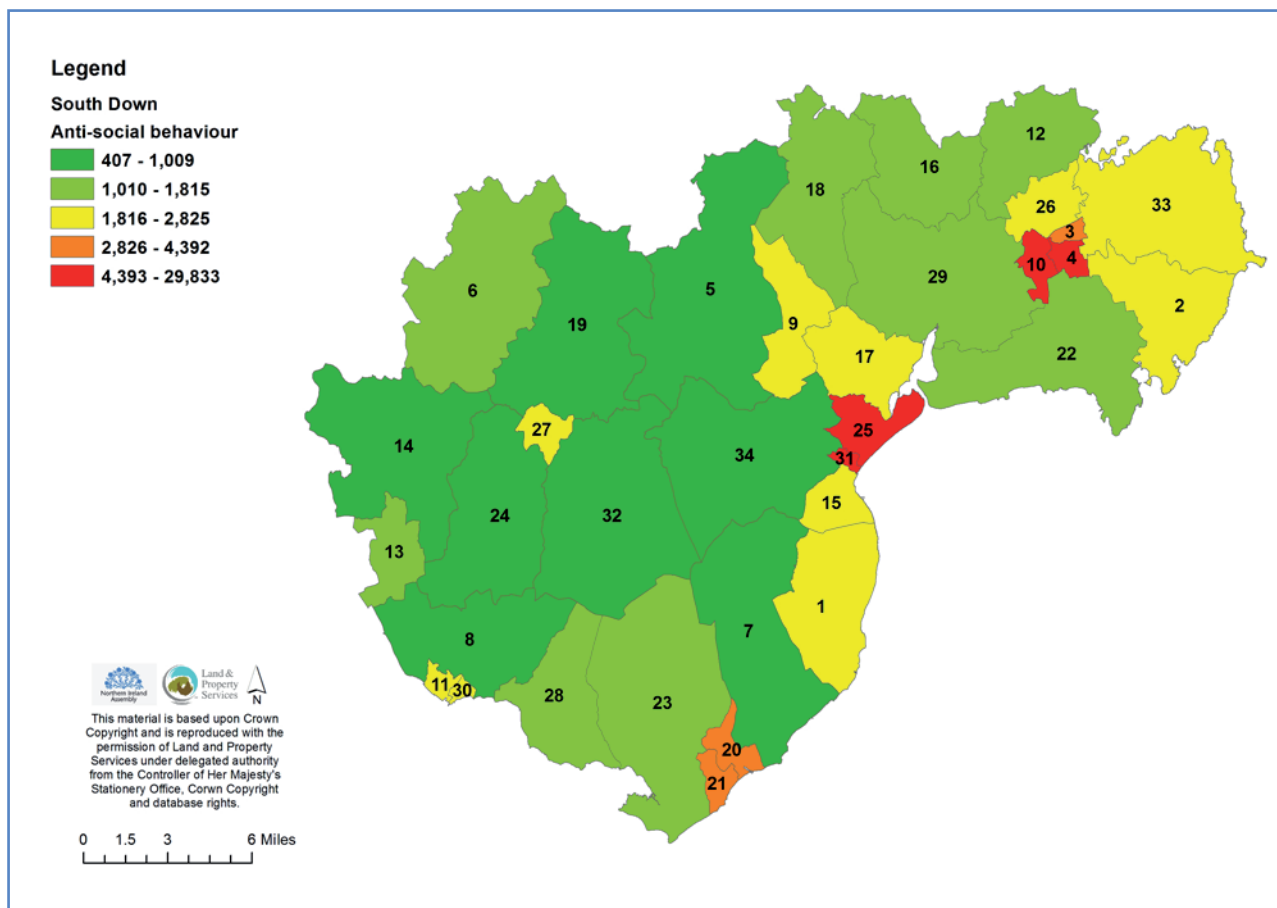 Legend
South Down
Anti-social behaviour
407 - 1,009
1,010 - 1,815
1,816 - 2,825
2,826 - 4,392
4,393 - 29,833
12
16
18
26
33
3
10
4
6
5
29
2
19
9
17
22
27
25
14
34
31
24
32
15
13
1
8
7
11
30
28
23
20
21
Northern Ireland
Assembly
Land &
Property
Services
N
This material is based upon Crown
Copyright and is reproduced with the
permission of Land and Property
Services under delegated authority
from the Controller of Her Majesty's
Stationery Office, Corwn Copyright
and database rights.
0 1.5 3 6 Miles